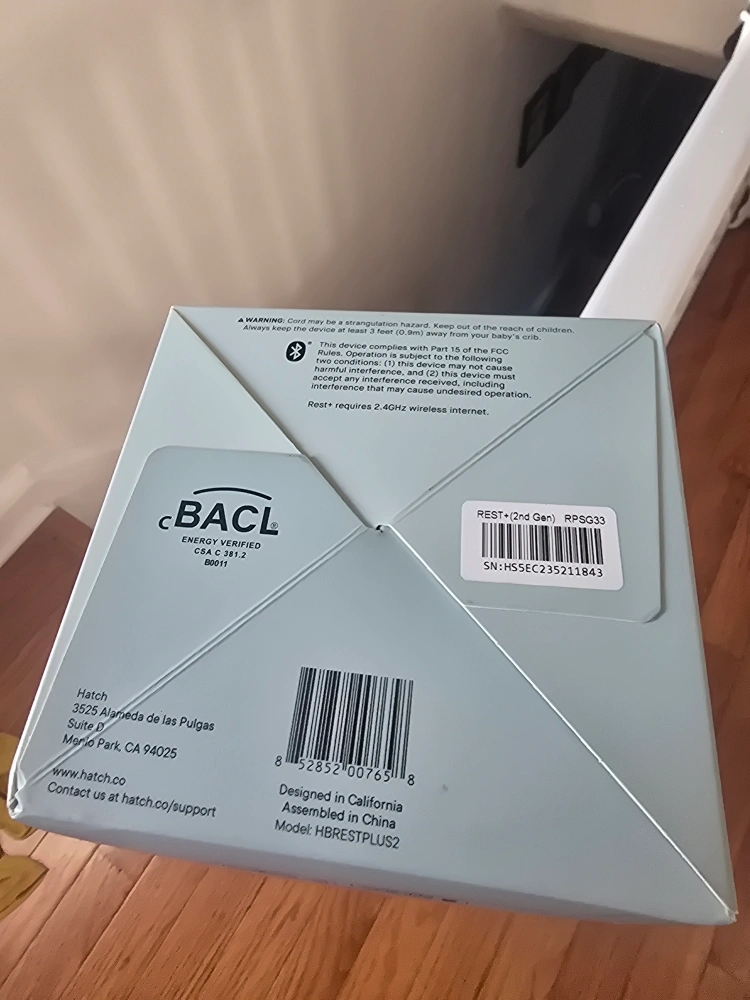 ▲ WARNING: Cord may be a strangulation hazard. Keep out of the reach of children.
Always keep the device at least 3 feet (0.9m) away from your baby's crib.
This device complies with Part 15 of the FCC
Rules. Operation is subject to the following
two conditions: (1) this device may not cause
harmful interference, and (2) this device must
accept any interference received, including
interference that may cause undesired operation.
Rest+ requires 2.4GHz wireless internet.
cBACL®
ENERGY VERIFIED
CSA C 381.2
B0011
REST+(2nd Gen) RPSG33
SN:HS5EC235211843
Hatch
3525 Alameda de las Pulgas
Suite D
Menlo Park, CA 94025
www.hatch.co
Contact us at hatch.co/support
8 52852 00765 8
Designed in California
Assembled in China
Model: HBRESTPLUS2